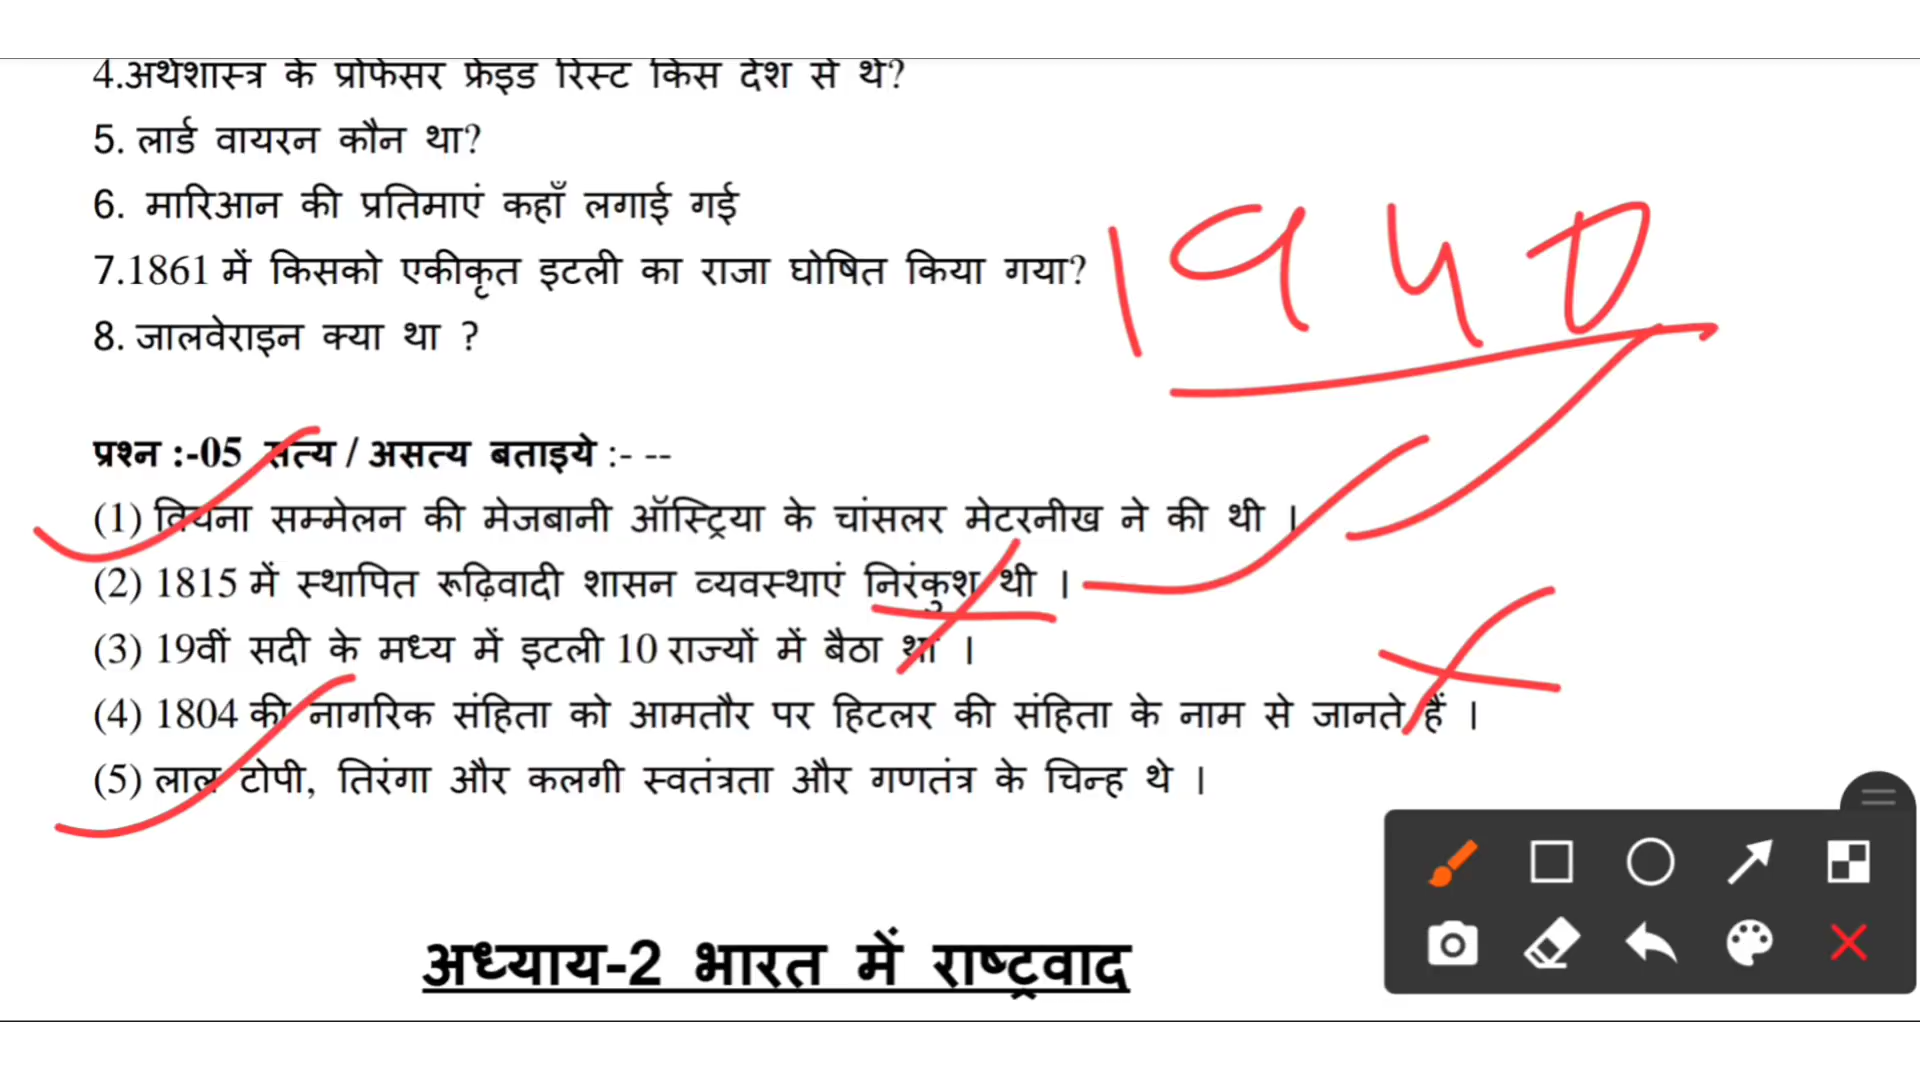 4.अर्थशास्त्र के प्रोफेसर फ्रेइड रिस्ट किस देश से थे?
5. लार्ड वायरन कौन था?
6. मारिआन की प्रतिमाएं कहाँ लगाई गई
7.1861 में किसको एकीकृत इटली का राजा घोषित किया गया?
8. जालवेराइन क्या था ?
1940
प्रश्न :-05 सत्य / असत्य बताइये :- --
(1) वियना सम्मेलन की मेजबानी ऑस्ट्रिया के चांसलर मेटरनीख ने की थी ।
(2) 1815 में स्थापित रूढ़िवादी शासन व्यवस्थाएं निरंकुश थी ।
(3) 19वीं सदी के मध्य में इटली 10 राज्यों में बैठा था ।
(4) 1804 की नागरिक संहिता को आमतौर पर हिटलर की संहिता के नाम से जानते हैं ।
(5) लाल टोपी, तिरंगा और कलगी स्वतंत्रता और गणतंत्र के चिन्ह थे ।
अध्याय-2 भारत में राष्ट्रवाद